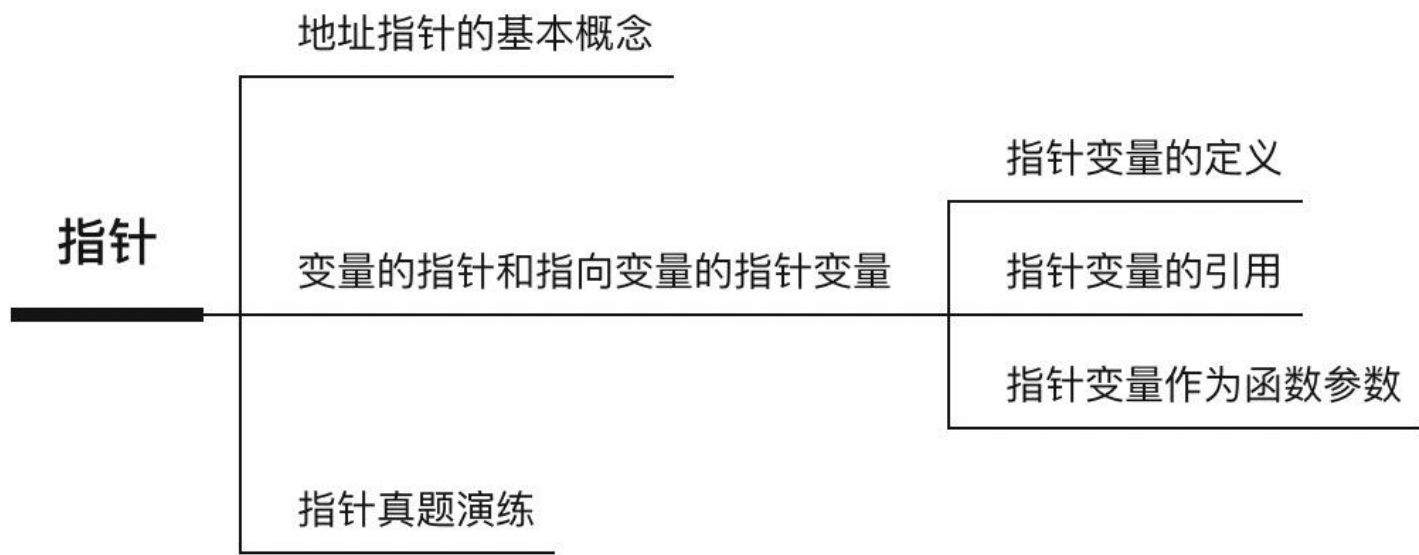 指针
地址指针的基本概念
变量的指针和指向变量的指针变量
指针变量的定义
指针变量的引用
指针变量作为函数参数
指针真题演练